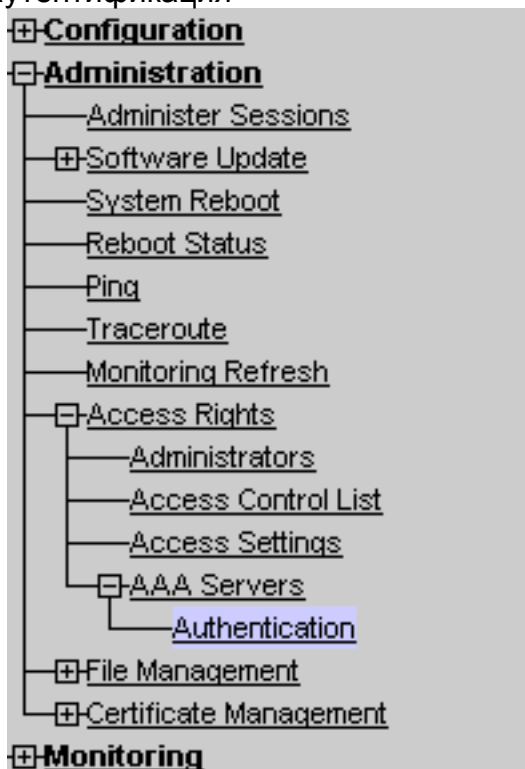 аутентификация
Configuration
Administration
Administer Sessions
Software Update
System Reboot
Reboot Status
Ping
Traceroute
Monitoring Refresh
Access Rights
Administrators
Access Control List
Access Settings
AAA Servers
Authentication
File Management
Certificate Management
Monitoring